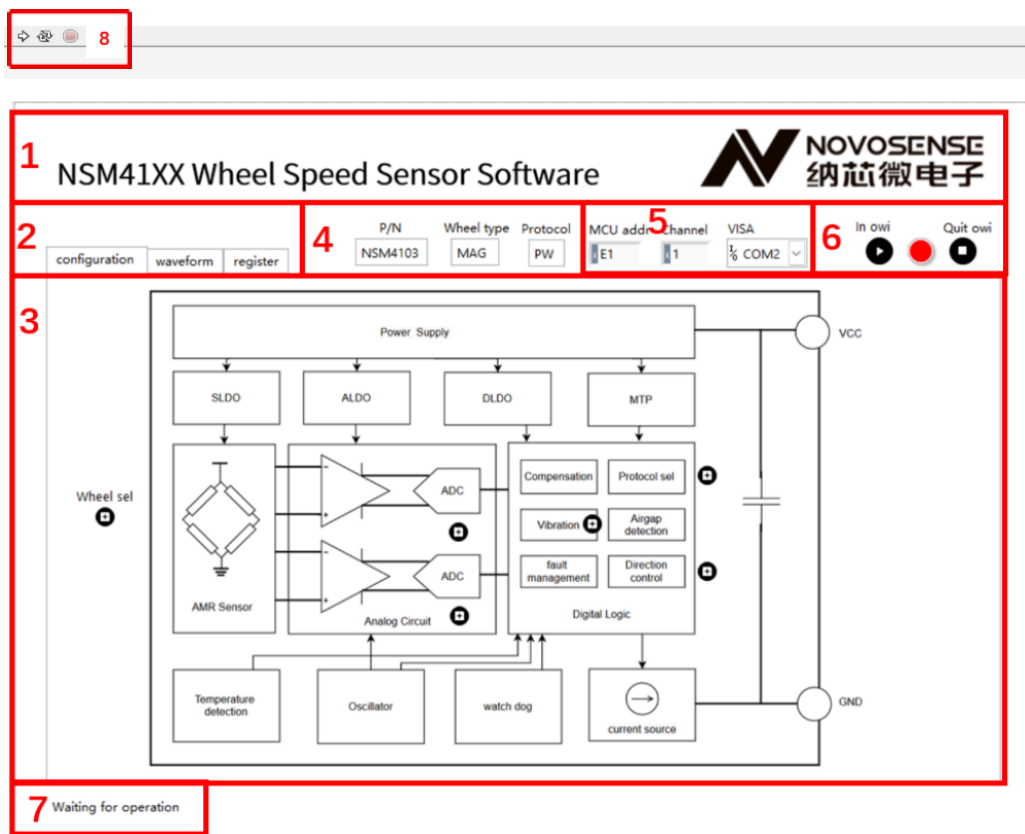 8
1
NSM41XX Wheel Speed Sensor Software
NOVOSENSE
纳芯微电子
2
configuration
waveform
register
4
P/N
Wheel type
Protocol
NSM4103
MAG
PW
5
MCU addr
Channel
VISA
x E1
x 1
I/O COM2
6
In owi
Quit owi
3
Power Supply
VCC
SLDO
ALDO
DLDO
MTP
Wheel sel
AMR Sensor
−
+
−
+
ADC
ADC
Analog Circuit
Compensation
Protocol sel
Vibration
Airgap
detection
fault
management
Direction
control
Digital Logic
Temperature
detection
Oscillator
watch dog
current source
GND
7
Waiting for operation